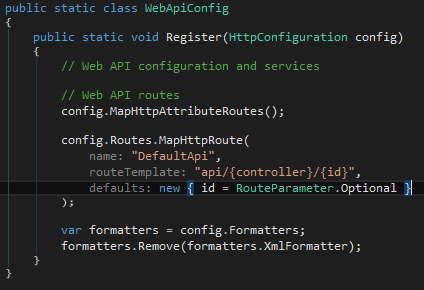 public static class WebApiConfig
{
    public static void Register(HttpConfiguration config)
    {
        // Web API configuration and services

        // Web API routes
        config.MapHttpAttributeRoutes();

        config.Routes.MapHttpRoute(
            name: "DefaultApi",
            routeTemplate: "api/{controller}/{id}",
            defaults: new { id = RouteParameter.Optional }
        );

        var formatters = config.Formatters;
        formatters.Remove(formatters.XmlFormatter);
    }
}